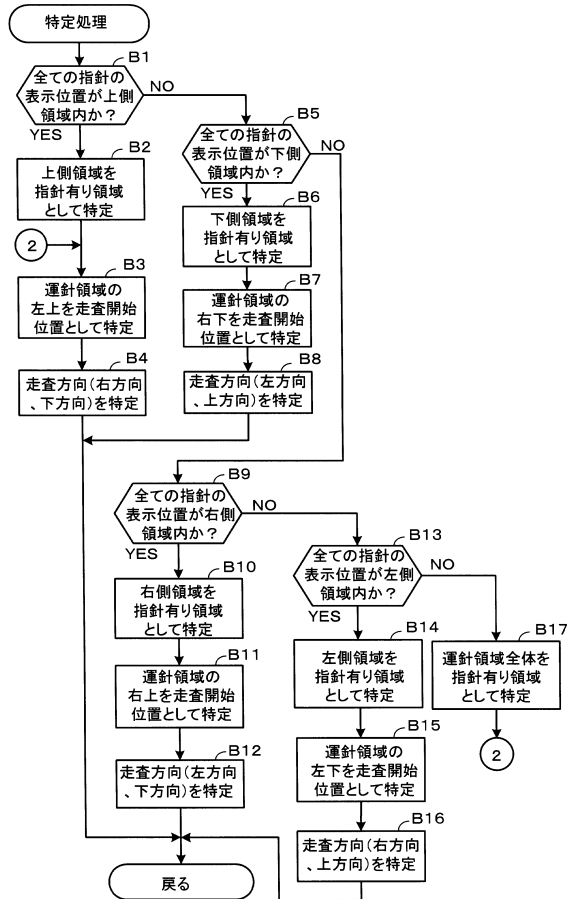 特定処理
B1
全ての指針の
表示位置が上側
領域内か？
NO
YES
B2
上側領域を
指針有り領域
として特定
2
B3
運針領域の
左上を走査開始
位置として特定
B4
走査方向(右方向
、下方向)を特定
B5
全ての指針の
表示位置が下側
領域内か？
NO
YES
B6
下側領域を
指針有り領域
として特定
B7
運針領域の
右下を走査開始
位置として特定
B8
走査方向(左方向
、上方向)を特定
B9
全ての指針の
表示位置が右側
領域内か？
NO
YES
B10
右側領域を
指針有り領域
として特定
B11
運針領域の
右上を走査開始
位置として特定
B12
走査方向(左方向
、下方向)を特定
B13
全ての指針の
表示位置が左側
領域内か？
NO
YES
B14
左側領域を
指針有り領域
として特定
B15
運針領域の
左下を走査開始
位置として特定
B16
走査方向(右方向
、上方向)を特定
B17
運針領域全体を
指針有り領域
として特定
2
戻る